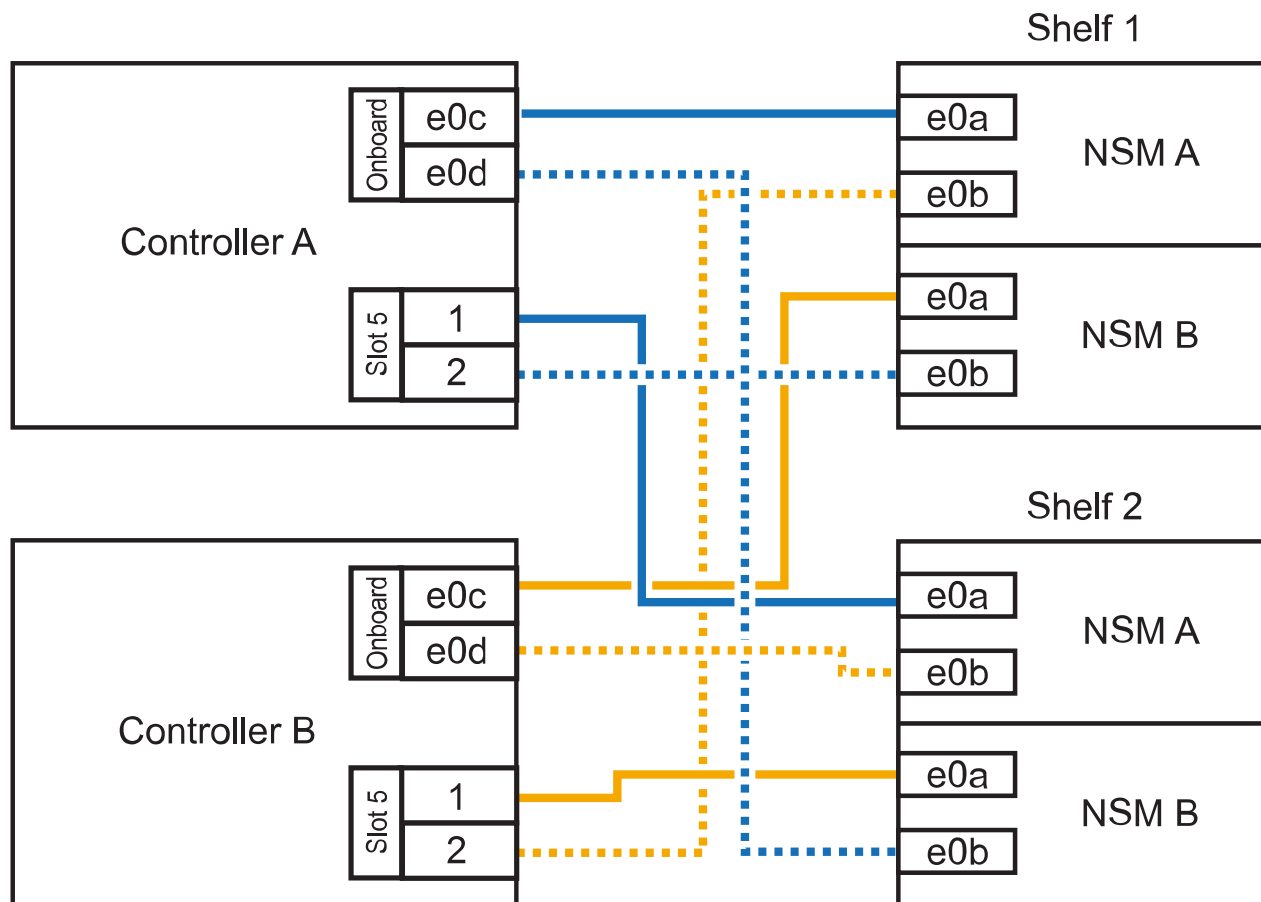 Shelf 1
Onboard
e0c
e0d
Controller A
Slot 5
1
2
e0a
NSM A
e0b
e0a
NSM B
e0b
Shelf 2
Onboard
e0c
e0d
Controller B
Slot 5
1
2
e0a
NSM A
e0b
e0a
NSM B
e0b